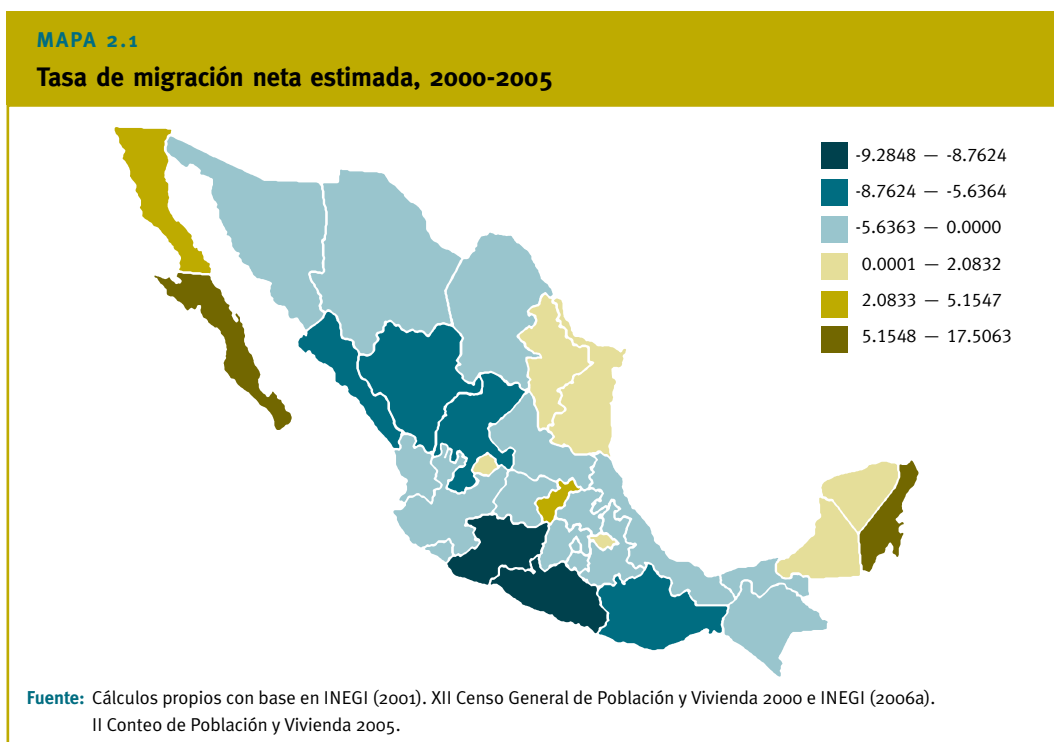 MAPA 2.1
Tasa de migración neta estimada, 2000-2005
-9.2848 — -8.7624
-8.7624 — -5.6364
-5.6363 — 0.0000
0.0001 — 2.0832
2.0833 — 5.1547
5.1548 — 17.5063
Fuente: Cálculos propios con base en INEGI (2001). XII Censo General de Población y Vivienda 2000 e INEGI (2006a).
II Conteo de Población y Vivienda 2005.